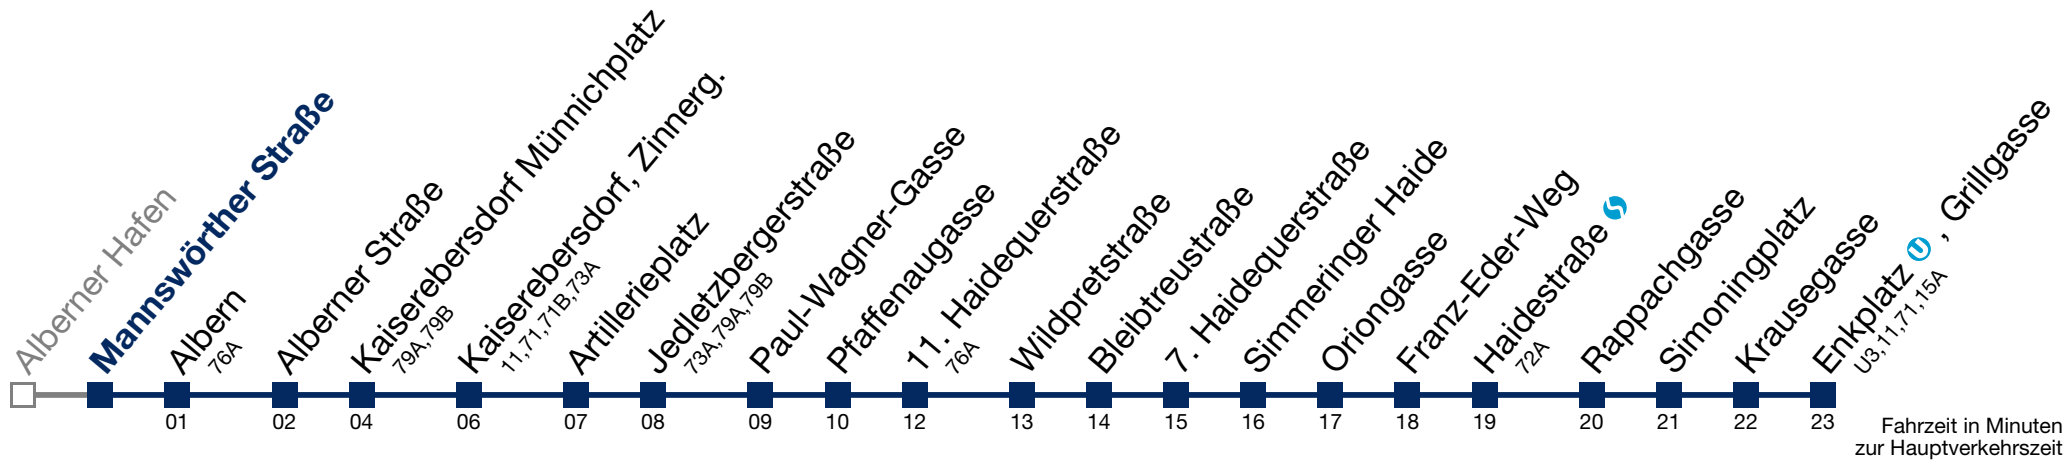 Alberner Hafen
Mannswörther Straße
Albern
76A
Alberner Straße
Kaiserebersdorf Münnichplatz
79A,79B
Kaiserebersdorf, Zinnerg.
11,71,71B,73A
Artillerieplatz
Jedletzbergerstraße
73A,79A,79B
Paul-Wagner-Gasse
Pfaffenaugasse
11. Haidequerstraße
76A
Wildpretstraße
Bleibtreustraße
7. Haidequerstraße
Simmeringer Haide
Oriongasse
Franz-Eder-Weg
Haidestraße S
72A
Rappachgasse
Simoningplatz
Krausegasse
Enkplatz U , Grillgasse
U3,11,71,15A
01 02 04 06 07 08 09 10 12 13 14 15 16 17 18 19 20 21 22 23
Fahrzeit in Minuten
zur Hauptverkehrszeit